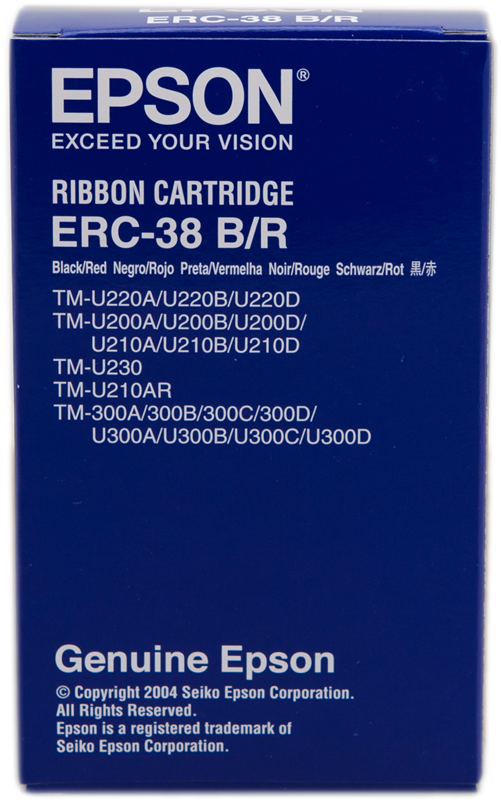 ERC-38 B/R
EPSON®
EXCEED YOUR VISION
RIBBON CARTRIDGE
ERC-38 B/R
Black/Red Negro/Rojo Preta/Vermelha Noir/Rouge Schwarz/Rot 黒/赤
TM-U220A/U220B/U220D
TM-U200A/U200B/U200D/
U210A/U210B/U210D
TM-U230
TM-U210AR
TM-300A/300B/300C/300D/
U300A/U300B/U300C/U300D
Genuine Epson
© Copyright 2004 Seiko Epson Corporation.
All Rights Reserved.
Epson is a registered trademark of
Seiko Epson Corporation.